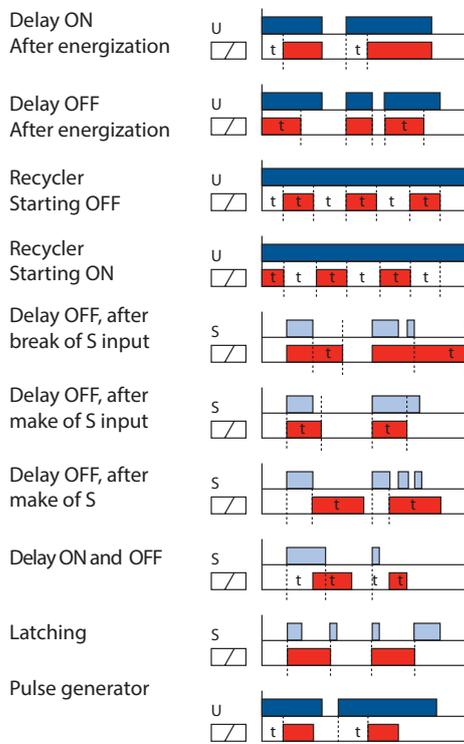 Delay ON
After energization
U
t t
Delay OFF
After energization
U
t t
Recycler
Starting OFF
U
t t t t t t
Recycler
Starting ON
U
t t t t t t
Delay OFF, after
break of S input
S
t t
Delay OFF, after
make of S input
S
t t
Delay OFF, after
make of S
S
t t
Delay ON and OFF
S
t t t t
Latching
S
Pulse generator
U
t t